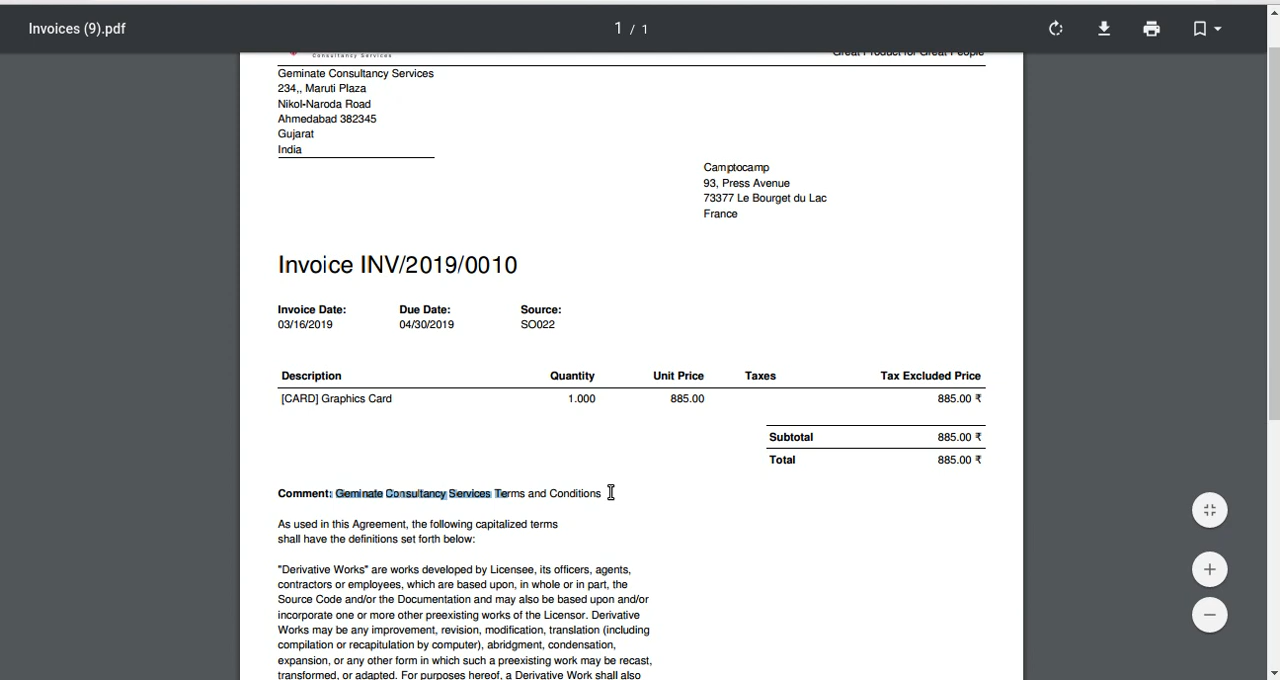 Invoices (9).pdf
1 / 1
Consultancy Services
Great Product for Great People
Geminate Consultancy Services
234,, Maruti Plaza
Nikol-Naroda Road
Ahmedabad 382345
Gujarat
India
Camptocamp
93, Press Avenue
73377 Le Bourget du Lac
France
Invoice INV/2019/0010
Invoice Date: Due Date: Source:
03/16/2019 04/30/2019 SO022
Description Quantity Unit Price Taxes Tax Excluded Price
[CARD] Graphics Card 1.000 885.00 885.00 ₹
Subtotal 885.00 ₹
Total 885.00 ₹
Comment: Geminate Consultancy Services Terms and Conditions
As used in this Agreement, the following capitalized terms
shall have the definitions set forth below:
"Derivative Works" are works developed by Licensee, its officers, agents,
contractors or employees, which are based upon, in whole or in part, the
Source Code and/or the Documentation and may also be based upon and/or
incorporate one or more other preexisting works of the Licensor. Derivative
Works may be any improvement, revision, modification, translation (including
compilation or recapitulation by computer), abridgment, condensation,
expansion, or any other form in which such a preexisting work may be recast,
transformed, or adapted. For purposes hereof, a Derivative Work shall also